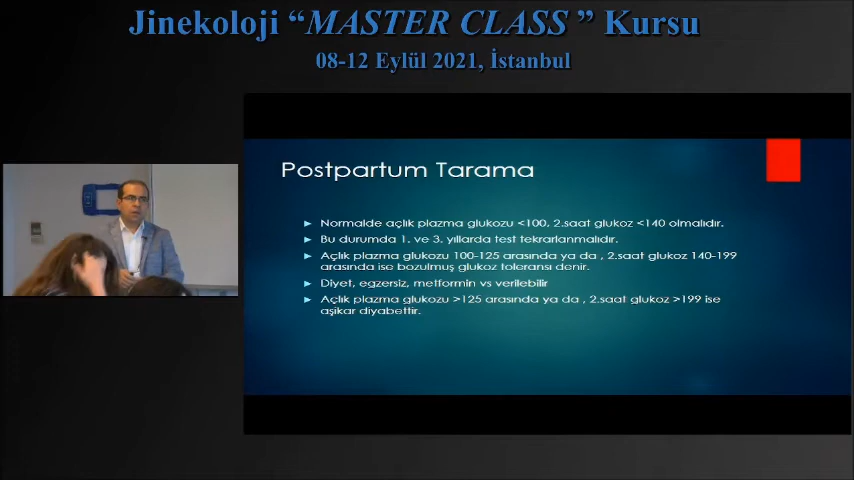 Jinekoloji “MASTER CLASS ” Kursu
08-12 Eylül 2021, İstanbul
Postpartum Tarama
Normalde açlık plazma glukozu <100, 2.saat glukoz <140 olmalıdır.
Bu durumda 1. ve 3. yıllarda test tekrarlanmalıdır.
Açlık plazma glukozu 100-125 arasında ya da , 2.saat glukoz 140-199
arasında ise bozulmuş glukoz toleransı denir.
Diyet, egzersiz, metformin vs verilebilir
Açlık plazma glukozu >125 arasında ya da , 2.saat glukoz >199 ise
aşikar diyabettir.